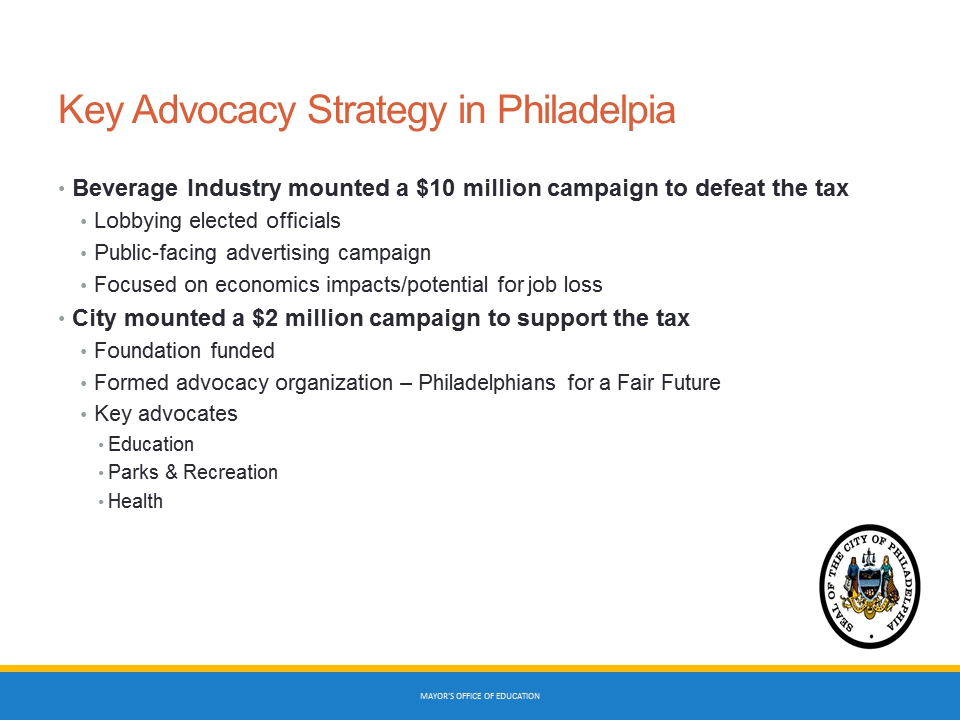 Key Advocacy Strategy in Philadelpia
• Beverage Industry mounted a $10 million campaign to defeat the tax
• Lobbying elected officials
• Public-facing advertising campaign
• Focused on economics impacts/potential for job loss
• City mounted a $2 million campaign to support the tax
• Foundation funded
• Formed advocacy organization – Philadelphians for a Fair Future
• Key advocates
• Education
• Parks & Recreation
• Health
SEAL OF THE CITY OF PHILADELPHIA
MAYOR'S OFFICE OF EDUCATION